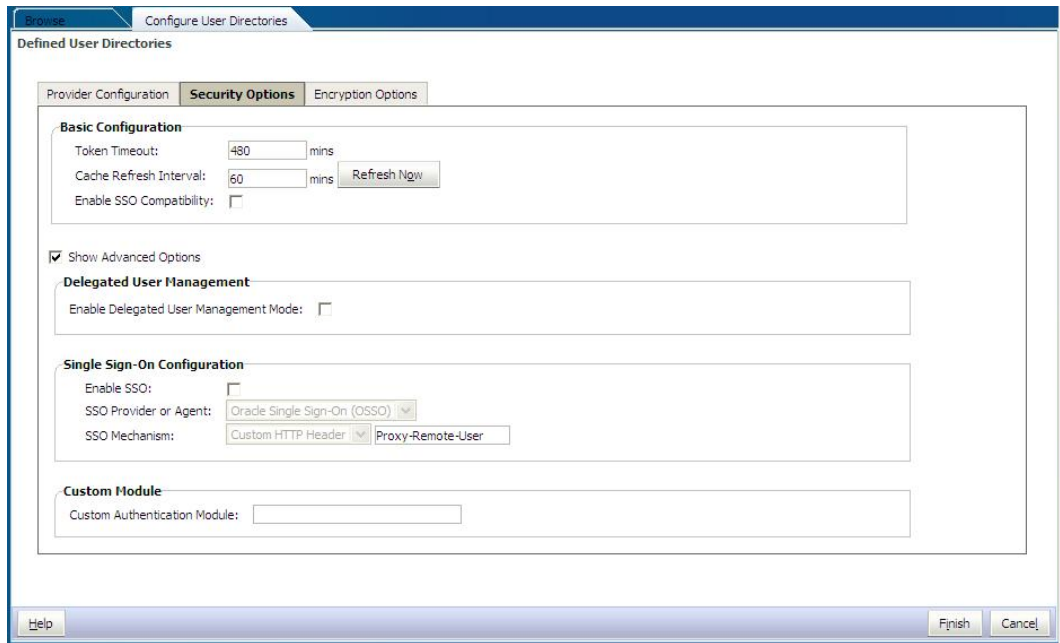 Browse Configure User Directories
Defined User Directories
Provider Configuration Security Options Encryption Options
Basic Configuration
Token Timeout: 480 mins
Cache Refresh Interval: 60 mins Refresh Now
Enable SSO Compatibility:
Show Advanced Options
Delegated User Management
Enable Delegated User Management Mode:
Single Sign-On Configuration
Enable SSO:
SSO Provider or Agent: Oracle Single Sign-On (OSSO)
SSO Mechanism: Custom HTTP Header Proxy-Remote-User
Custom Module
Custom Authentication Module:
Help Finish Cancel